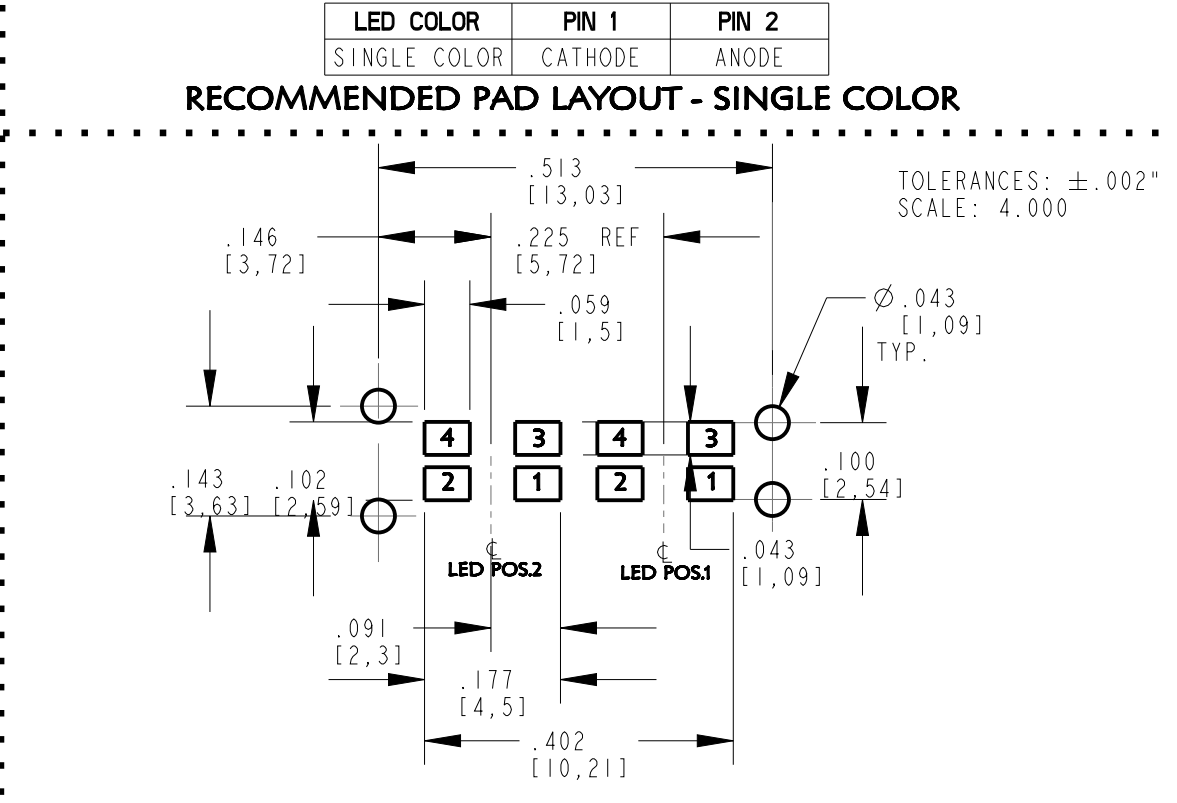 LED COLOR PIN 1 PIN 2
SINGLE COLOR CATHODE ANODE
RECOMMENDED PAD LAYOUT - SINGLE COLOR
.513
[13,03]
TOLERANCES: ±.002"
SCALE: 4.000
.146
[3,72]
.225 REF
[5,72]
.059
[1,5]
Ø.043
[1,09]
TYP.
4 3 4 3
2 1 2 1
.143
[3,63]
.102
[2,59]
.100
[2,54]
℄ ℄
LED POS.2 LED POS.1
.043
[1,09]
.091
[2,3]
.177
[4,5]
.402
[10,21]